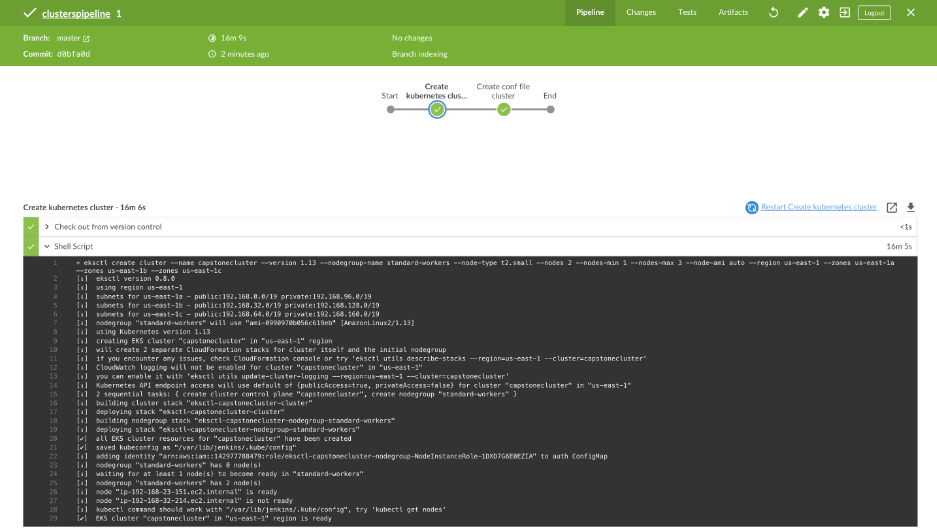 clusterspipeline 1
Pipeline Changes Tests Artifacts Logout
Branch: master 16m 9s No changes
Commit: d0bfa0d 2 minutes ago Branch indexing
Start Create kubernetes clus... Create conf file cluster End
Create kubernetes cluster - 16m 6s Restart Create kubernetes cluster
Check out from version control <1s
Shell Script 16m 5s
1 + eksctl create cluster --name capstonecluster --version 1.13 --nodegroup-name standard-workers --node-type t2.small --nodes 2 --nodes-min 1 --nodes-max 3 --node-ami auto --region us-east-1 --zones us-east-1a
--zones us-east-1b --zones us-east-1c
2 [i] eksctl version 0.8.0
3 [i] using region us-east-1
4 [i] subnets for us-east-1a - public:192.168.0.0/19 private:192.168.96.0/19
5 [i] subnets for us-east-1b - public:192.168.32.0/19 private:192.168.128.0/19
6 [i] subnets for us-east-1c - public:192.168.64.0/19 private:192.168.160.0/19
7 [i] nodegroup "standard-workers" will use "ami-0990970b056c619eb" [AmazonLinux2/1.13]
8 [i] using Kubernetes version 1.13
9 [i] creating EKS cluster "capstonecluster" in "us-east-1" region
10 [i] will create 2 separate CloudFormation stacks for cluster itself and the initial nodegroup
11 [i] if you encounter any issues, check CloudFormation console or try 'eksctl utils describe-stacks --region=us-east-1 --cluster=capstonecluster'
12 [i] CloudWatch logging will not be enabled for cluster "capstonecluster" in "us-east-1"
13 [i] you can enable it with 'eksctl utils update-cluster-logging --region=us-east-1 --cluster=capstonecluster'
14 [i] Kubernetes API endpoint access will use default of {publicAccess=true, privateAccess=false} for cluster "capstonecluster" in "us-east-1"
15 [i] 2 sequential tasks: { create cluster control plane "capstonecluster", create nodegroup "standard-workers" }
16 [i] building cluster stack "eksctl-capstonecluster-cluster"
17 [i] deploying stack "eksctl-capstonecluster-cluster"
18 [i] building nodegroup stack "eksctl-capstonecluster-nodegroup-standard-workers"
19 [i] deploying stack "eksctl-capstonecluster-nodegroup-standard-workers"
20 [✔] all EKS cluster resources for "capstonecluster" have been created
21 [✔] saved kubeconfig as "/var/lib/jenkins/.kube/config"
22 [i] adding identity "arn:aws:iam::142977788479:role/eksctl-capstonecluster-nodegroup-NodeInstanceRole-1DXD7G6E0EZIA" to auth ConfigMap
23 [i] nodegroup "standard-workers" has 0 node(s)
24 [i] waiting for at least 1 node(s) to become ready in "standard-workers"
25 [i] nodegroup "standard-workers" has 2 node(s)
26 [i] node "ip-192-168-23-151.ec2.internal" is ready
27 [i] node "ip-192-168-32-214.ec2.internal" is not ready
28 [i] kubectl command should work with "/var/lib/jenkins/.kube/config", try 'kubectl get nodes'
29 [✔] EKS cluster "capstonecluster" in "us-east-1" region is ready